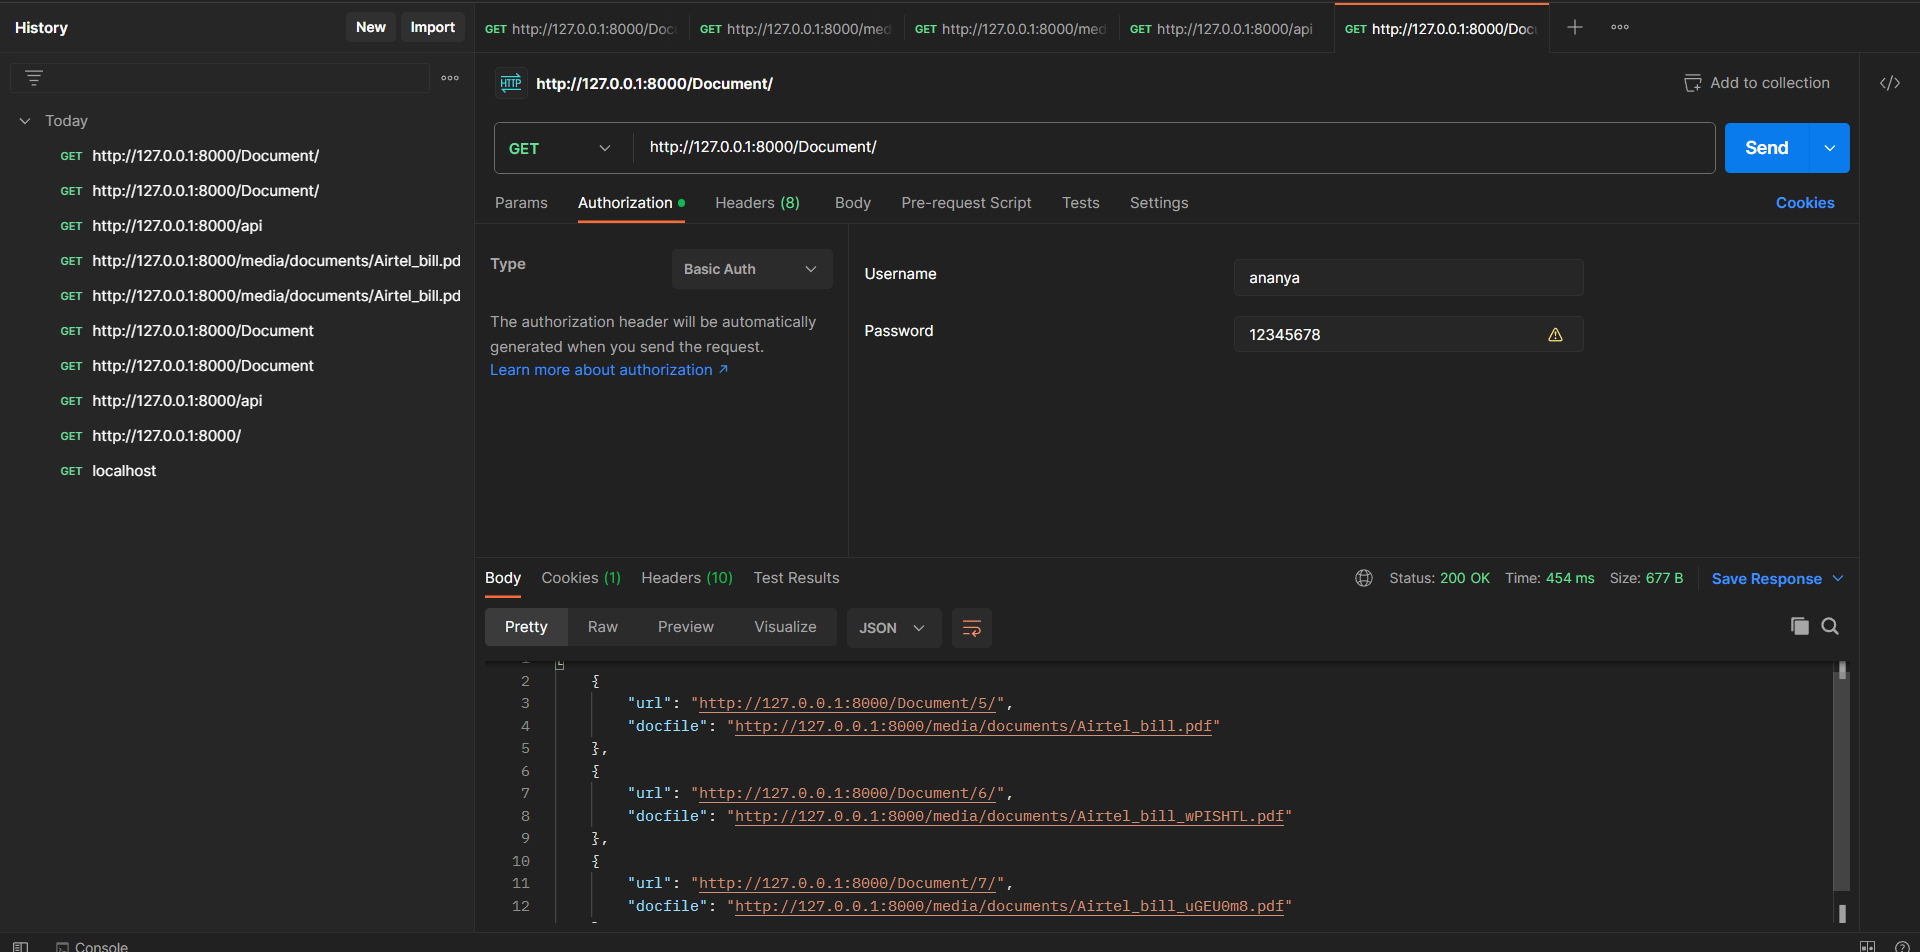 History
New
Import
Today
GET http://127.0.0.1:8000/Document/
GET http://127.0.0.1:8000/Document/
GET http://127.0.0.1:8000/api
GET http://127.0.0.1:8000/media/documents/Airtel_bill.pd
GET http://127.0.0.1:8000/media/documents/Airtel_bill.pd
GET http://127.0.0.1:8000/Document
GET http://127.0.0.1:8000/Document
GET http://127.0.0.1:8000/api
GET http://127.0.0.1:8000/
GET localhost
GET http://127.0.0.1:8000/Doc
GET http://127.0.0.1:8000/med
GET http://127.0.0.1:8000/med
GET http://127.0.0.1:8000/api
GET http://127.0.0.1:8000/Doc
HTTP http://127.0.0.1:8000/Document/
Add to collection
</>
GET http://127.0.0.1:8000/Document/
Send
Params Authorization Headers (8) Body Pre-request Script Tests Settings Cookies
Type Basic Auth
The authorization header will be automatically
generated when you send the request.
Learn more about authorization ↗
Username ananya
Password 12345678
Body Cookies (1) Headers (10) Test Results
Status: 200 OK Time: 454 ms Size: 677 B Save Response
Pretty Raw Preview Visualize JSON
1 [
2 {
3 "url": "http://127.0.0.1:8000/Document/5/",
4 "docfile": "http://127.0.0.1:8000/media/documents/Airtel_bill.pdf"
5 },
6 {
7 "url": "http://127.0.0.1:8000/Document/6/",
8 "docfile": "http://127.0.0.1:8000/media/documents/Airtel_bill_wPISHTL.pdf"
9 },
10 {
11 "url": "http://127.0.0.1:8000/Document/7/",
12 "docfile": "http://127.0.0.1:8000/media/documents/Airtel_bill_uGEU0m8.pdf"
Console